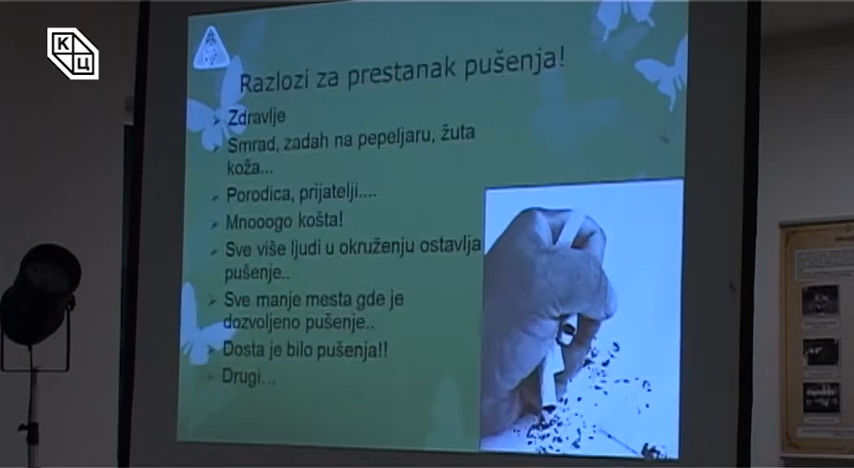 К
Ц
Razlozi za prestanak pušenja!
Zdravlje
Smrad, zadah na pepeljaru, žuta
koža...
Porodica, prijatelji....
Mnooogo košta!
Sve više ljudi u okruženju ostavlja
pušenje..
Sve manje mesta gde je
dozvoljeno pušenje..
Dosta je bilo pušenja!!
Drugi...